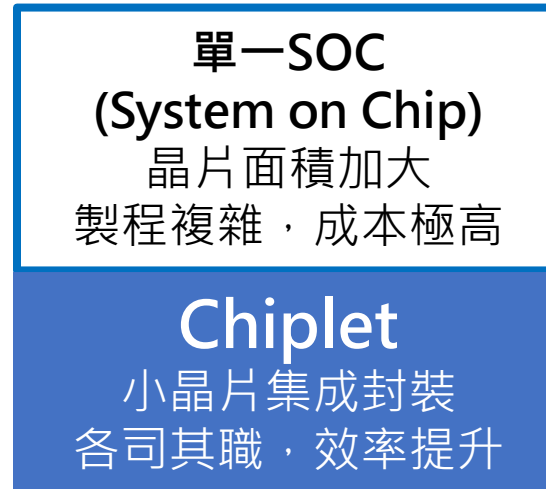 單一SOC
(System on Chip)
晶片面積加大
製程複雜，成本極高
Chiplet
小晶片集成封裝
各司其職，效率提升